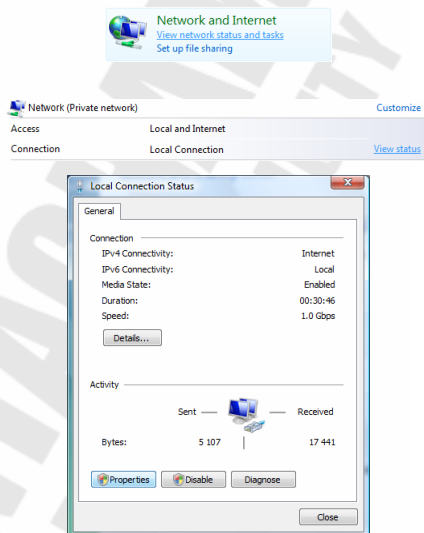 Network and Internet
View network status and tasks
Set up file sharing
Network (Private network) Customize
Access Local and Internet
Connection Local Connection View status
Local Connection Status
General
Connection
IPv4 Connectivity: Internet
IPv6 Connectivity: Local
Media State: Enabled
Duration: 00:30:46
Speed: 1.0 Gbps
Details...
Activity
Sent Received
Bytes: 5 107 17 441
Properties Disable Diagnose
Close